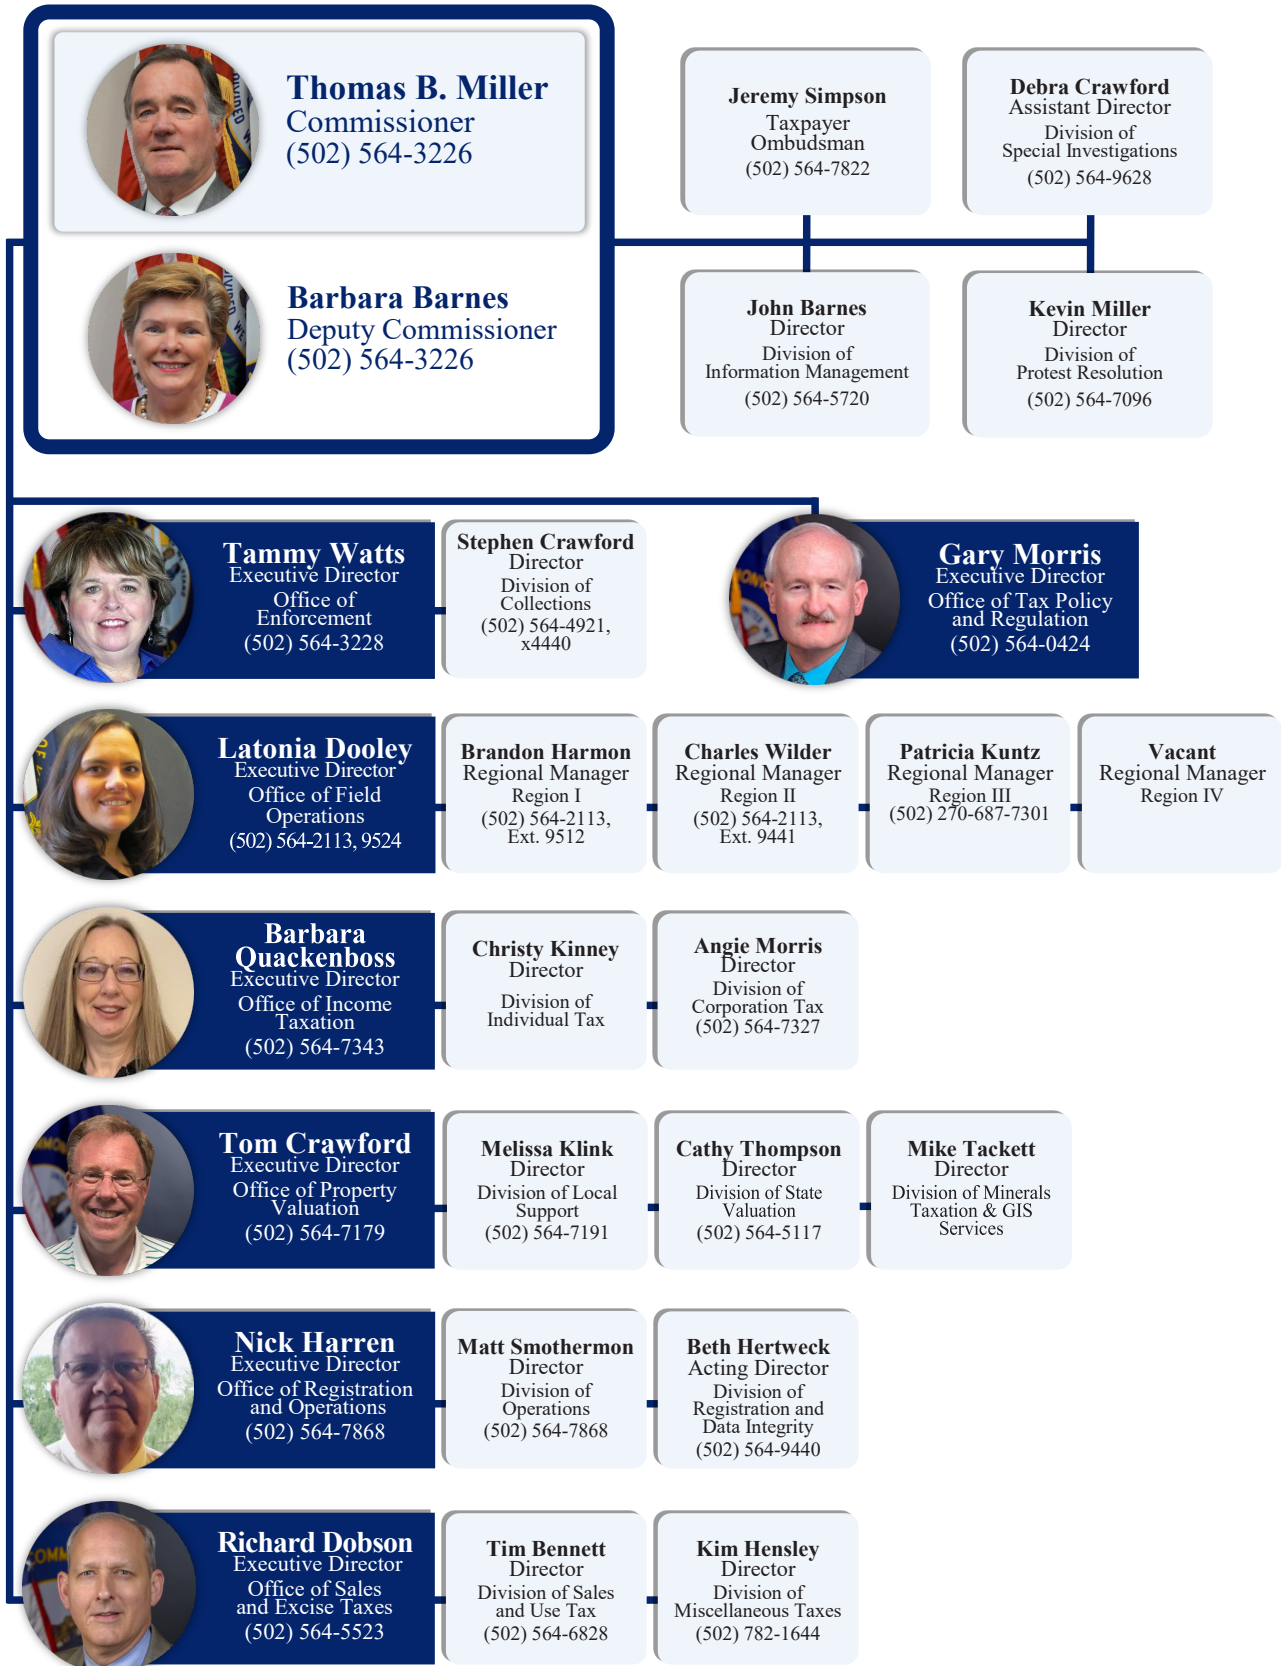 Thomas B. Miller
Commissioner
(502) 564-3226
Barbara Barnes
Deputy Commissioner
(502) 564-3226
Jeremy Simpson
Taxpayer
Ombudsman
(502) 564-7822
Debra Crawford
Assistant Director
Division of
Special Investigations
(502) 564-9628
John Barnes
Director
Division of
Information Management
(502) 564-5720
Kevin Miller
Director
Division of
Protest Resolution
(502) 564-7096
Tammy Watts
Executive Director
Office of
Enforcement
(502) 564-3228
Stephen Crawford
Director
Division of
Collections
(502) 564-4921,
x4440
Gary Morris
Executive Director
Office of Tax Policy
and Regulation
(502) 564-0424
Latonia Dooley
Executive Director
Office of Field
Operations
(502) 564-2113, 9524
Brandon Harmon
Regional Manager
Region I
(502) 564-2113,
Ext. 9512
Charles Wilder
Regional Manager
Region II
(502) 564-2113,
Ext. 9441
Patricia Kuntz
Regional Manager
Region III
(502) 270-687-7301
Vacant
Regional Manager
Region IV
Barbara
Quackenboss
Executive Director
Office of Income
Taxation
(502) 564-7343
Christy Kinney
Director
Division of
Individual Tax
Angie Morris
Director
Division of
Corporation Tax
(502) 564-7327
Tom Crawford
Executive Director
Office of Property
Valuation
(502) 564-7179
Melissa Klink
Director
Division of Local
Support
(502) 564-7191
Cathy Thompson
Director
Division of State
Valuation
(502) 564-5117
Mike Tackett
Director
Division of Minerals
Taxation & GIS
Services
Nick Harren
Executive Director
Office of Registration
and Operations
(502) 564-7868
Matt Smothermon
Director
Division of
Operations
(502) 564-7868
Beth Hertweck
Acting Director
Division of
Registration and
Data Integrity
(502) 564-9440
Richard Dobson
Executive Director
Office of Sales
and Excise Taxes
(502) 564-5523
Tim Bennett
Director
Division of Sales
and Use Tax
(502) 564-6828
Kim Hensley
Director
Division of
Miscellaneous Taxes
(502) 782-1644